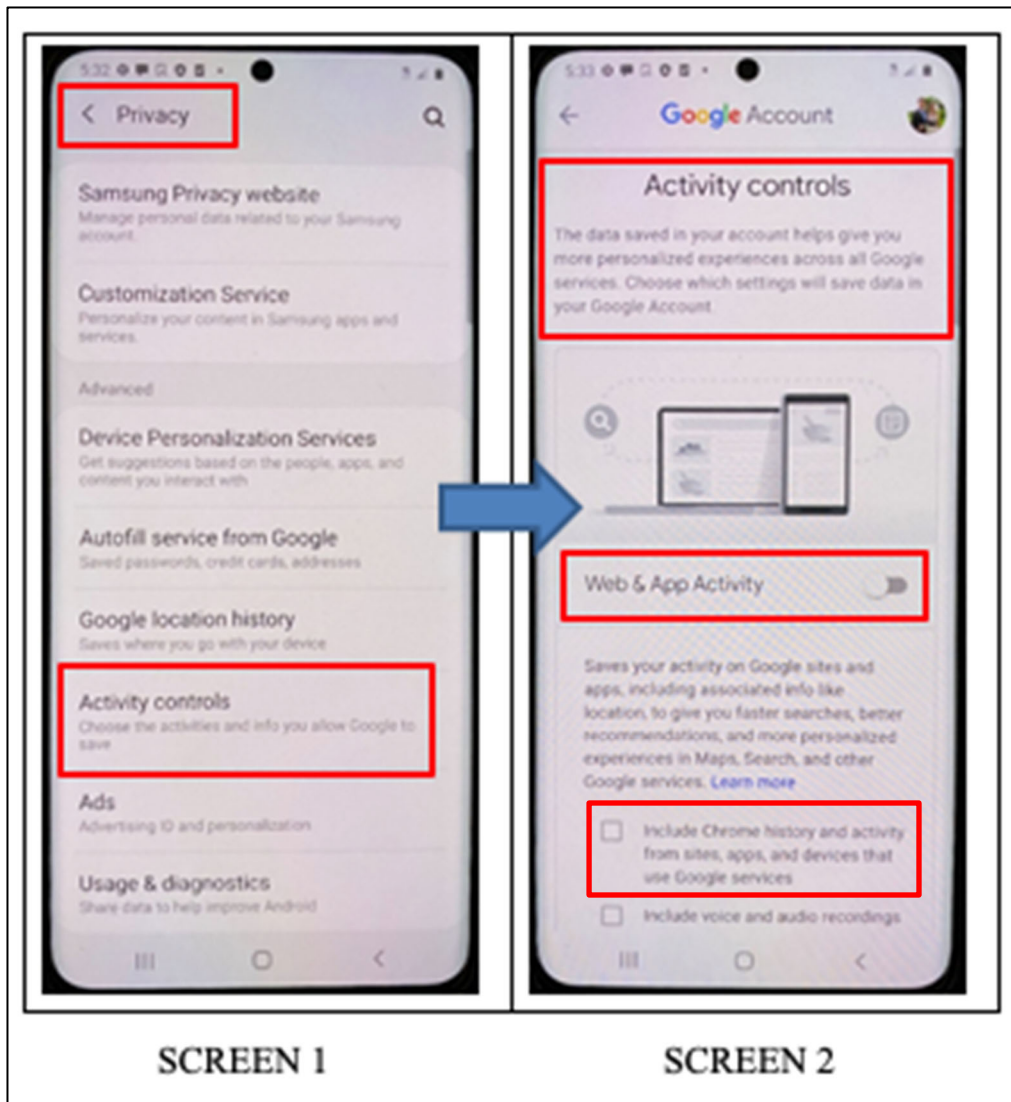 5:32
Privacy
Samsung Privacy website
Manage personal data related to your Samsung
account.
Customization Service
Personalize your content in Samsung apps and
services.
Advanced
Device Personalization Services
Get suggestions based on the people, apps, and
content you interact with
Autofill service from Google
Saved passwords, credit cards, addresses
Google location history
Saves where you go with your device
Activity controls
Choose the activities and info you allow Google to
save
Ads
Advertising ID and personalization
Usage & diagnostics
Share data to help improve Android
SCREEN 1
5:33
Google Account
Activity controls
The data saved in your account helps give you
more personalized experiences across all Google
services. Choose which settings will save data in
your Google Account.
Web & App Activity
Saves your activity on Google sites and
apps, including associated info like
location, to give you faster searches, better
recommendations, and more personalized
experiences in Maps, Search, and other
Google services. Learn more
Include Chrome history and activity
from sites, apps, and devices that
use Google services
Include voice and audio recordings
SCREEN 2